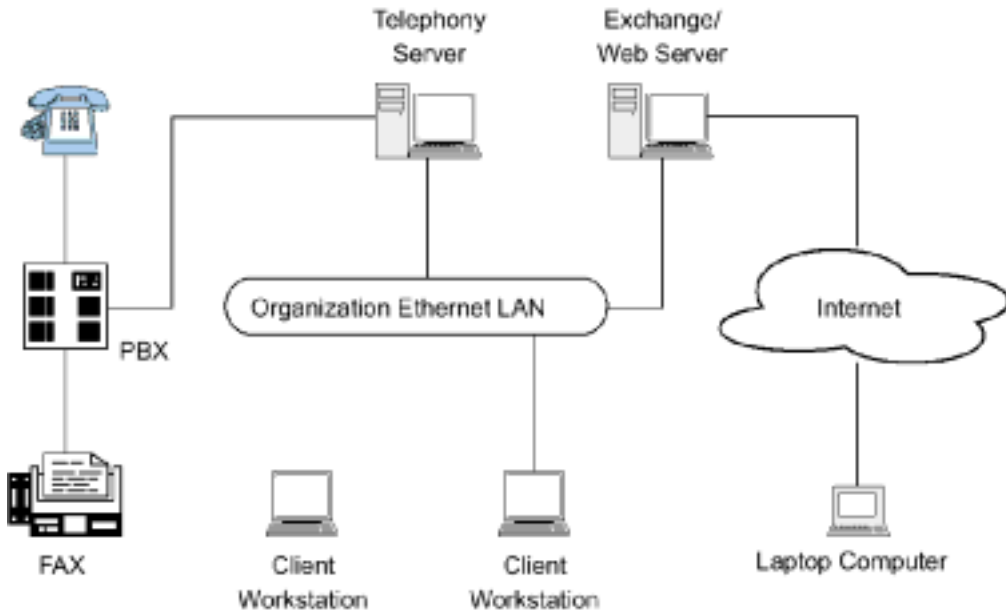 Telephony
Server
Exchange/
Web Server
Organization Ethernet LAN
Internet
PBX
FAX
Client
Workstation
Client
Workstation
Laptop Computer